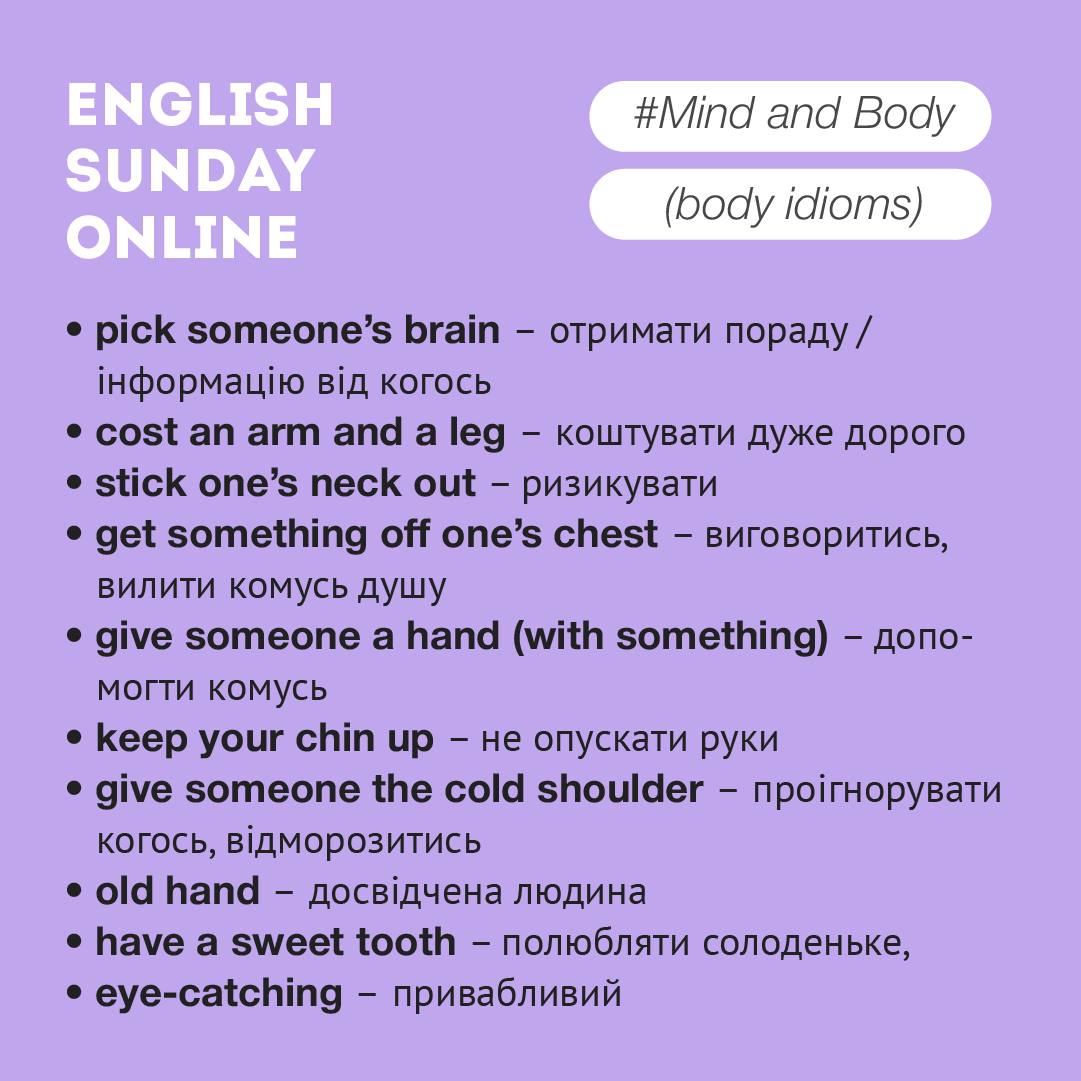 ENGLISH
SUNDAY
ONLINE
#Mind and Body
(body idioms)
• pick someone’s brain – отримати пораду /
інформацію від когось
• cost an arm and a leg – коштувати дуже дорого
• stick one’s neck out – ризикувати
• get something off one’s chest – виговоритись,
вилити комусь душу
• give someone a hand (with something) – допо-
могти комусь
• keep your chin up – не опускати руки
• give someone the cold shoulder – проігнорувати
когось, відморозитись
• old hand – досвідчена людина
• have a sweet tooth – полюбляти солоденьке,
• eye-catching – привабливий